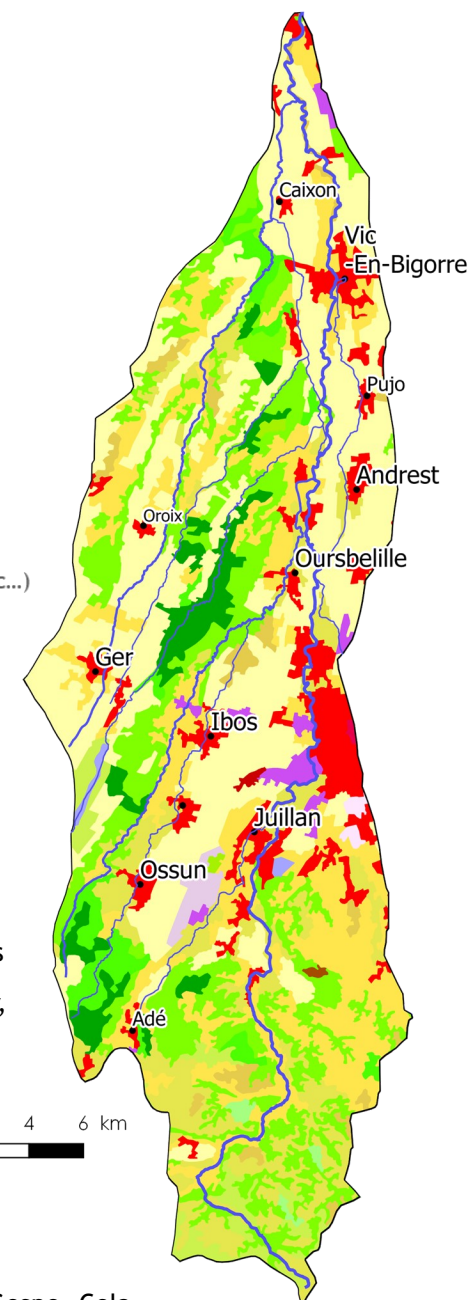 Caixon
Vic
-En-Bigorre
Pujo
Andrest
Oroix
c...)
Oursbelille
Ger
Ibos
Juillan
Ossun
s
Adé
4 6 km